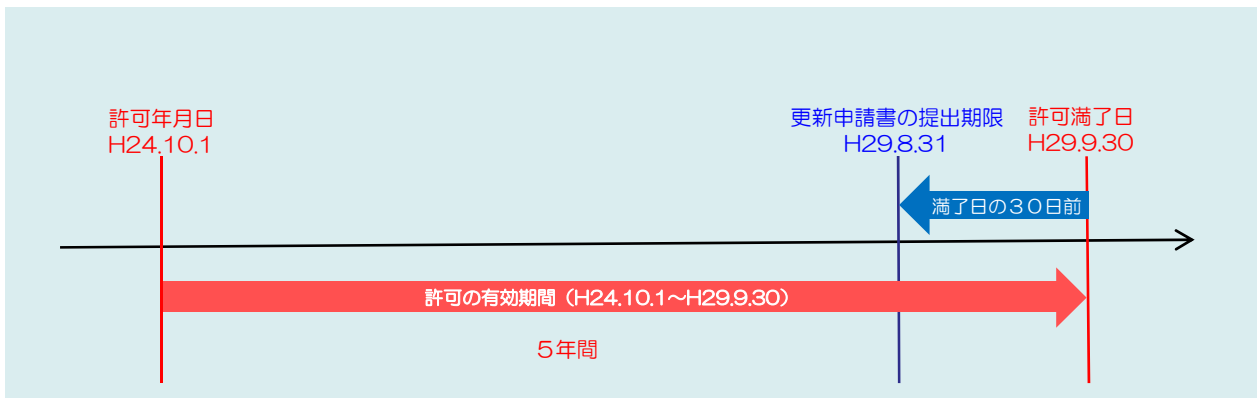 許可年月日
H24.10.1
更新申請書の提出期限
H29.8.31
許可満了日
H29.9.30
満了日の３０日前
許可の有効期間（H24.10.1～H29.9.30）
５年間